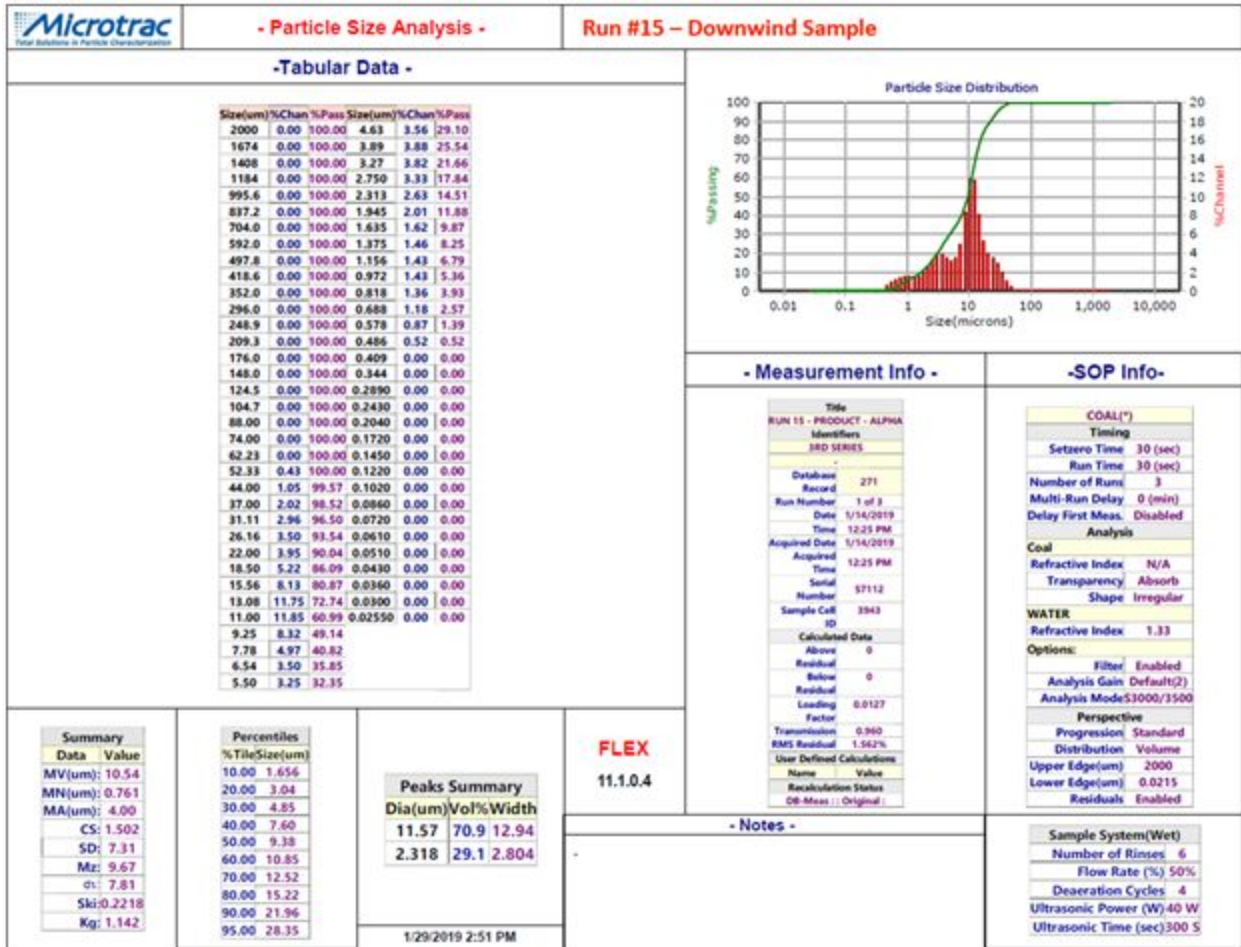 Microtrac
Total Solutions in Particle Characterization
- Particle Size Analysis -
Run #15 – Downwind Sample
-Tabular Data -
Size(um) %Chan %Pass Size(um) %Chan %Pass
2000 0.00 100.00 4.63 3.56 29.10
1674 0.00 100.00 3.89 3.88 25.54
1408 0.00 100.00 3.27 3.82 21.66
1184 0.00 100.00 2.750 3.33 17.84
995.6 0.00 100.00 2.313 2.63 14.51
837.2 0.00 100.00 1.945 2.01 11.88
704.0 0.00 100.00 1.635 1.62 9.87
592.0 0.00 100.00 1.375 1.46 8.25
497.8 0.00 100.00 1.156 1.43 6.79
418.6 0.00 100.00 0.972 1.43 5.36
352.0 0.00 100.00 0.818 1.36 3.93
296.0 0.00 100.00 0.688 1.18 2.57
248.9 0.00 100.00 0.578 0.87 1.39
209.3 0.00 100.00 0.486 0.52 0.52
176.0 0.00 100.00 0.409 0.00 0.00
148.0 0.00 100.00 0.344 0.00 0.00
124.5 0.00 100.00 0.2890 0.00 0.00
104.7 0.00 100.00 0.2430 0.00 0.00
88.00 0.00 100.00 0.2040 0.00 0.00
74.00 0.00 100.00 0.1720 0.00 0.00
62.23 0.00 100.00 0.1450 0.00 0.00
52.33 0.43 100.00 0.1220 0.00 0.00
44.00 1.05 99.57 0.1020 0.00 0.00
37.00 2.02 98.52 0.0860 0.00 0.00
31.11 2.96 96.50 0.0720 0.00 0.00
26.16 3.50 93.54 0.0610 0.00 0.00
22.00 3.95 90.04 0.0510 0.00 0.00
18.50 5.22 86.09 0.0430 0.00 0.00
15.56 8.13 80.87 0.0360 0.00 0.00
13.08 11.75 72.74 0.0300 0.00 0.00
11.00 11.85 60.99 0.02550 0.00 0.00
9.25 8.32 49.14
7.78 4.97 40.82
6.54 3.50 35.85
5.50 3.25 32.35
Particle Size Distribution
%Passing
100
90
80
70
60
50
40
30
20
10
0
20
18
16
14
12
10
8
6
4
2
0
%Channel
0.01 0.1 1 10 100 1,000 10,000
Size(microns)
- Measurement Info -
Title
RUN 15 - PRODUCT - ALPHA
Identifiers
3RD SERIES
-
Database Record 271
Run Number 1 of 3
Date 1/14/2019
Time 12:25 PM
Acquired Date 1/14/2019
Acquired Time 12:25 PM
Serial Number S7112
Sample Cell ID 3943
Calculated Data
Above Residual 0
Below Residual 0
Loading Factor 0.0127
Transmission 0.960
RMS Residual 1.562%
User Defined Calculations
Name Value
Recalculation Status
DB-Meas :: Original :
-SOP Info-
COAL(*)
Timing
Setzero Time 30 (sec)
Run Time 30 (sec)
Number of Runs 3
Multi-Run Delay 0 (min)
Delay First Meas. Disabled
Analysis
Coal
Refractive Index N/A
Transparency Absorb
Shape Irregular
WATER
Refractive Index 1.33
Options:
Filter Enabled
Analysis Gain Default(2)
Analysis Mode S3000/3500
Perspective
Progression Standard
Distribution Volume
Upper Edge(um) 2000
Lower Edge(um) 0.0215
Residuals Enabled
Summary
Data Value
MV(um): 10.54
MN(um): 0.761
MA(um): 4.00
CS: 1.502
SD: 7.31
Mz: 9.67
σ1: 7.81
Ski: 0.2218
Kg: 1.142
Percentiles
%Tile Size(um)
10.00 1.656
20.00 3.04
30.00 4.85
40.00 7.60
50.00 9.38
60.00 10.85
70.00 12.52
80.00 15.22
90.00 21.96
95.00 28.35
Peaks Summary
Dia(um) Vol% Width
11.57 70.9 12.94
2.318 29.1 2.804
1/29/2019 2:51 PM
FLEX
11.1.0.4
- Notes -
-
Sample System(Wet)
Number of Rinses 6
Flow Rate (%) 50%
Deaeration Cycles 4
Ultrasonic Power (W) 40 W
Ultrasonic Time (sec) 300 S